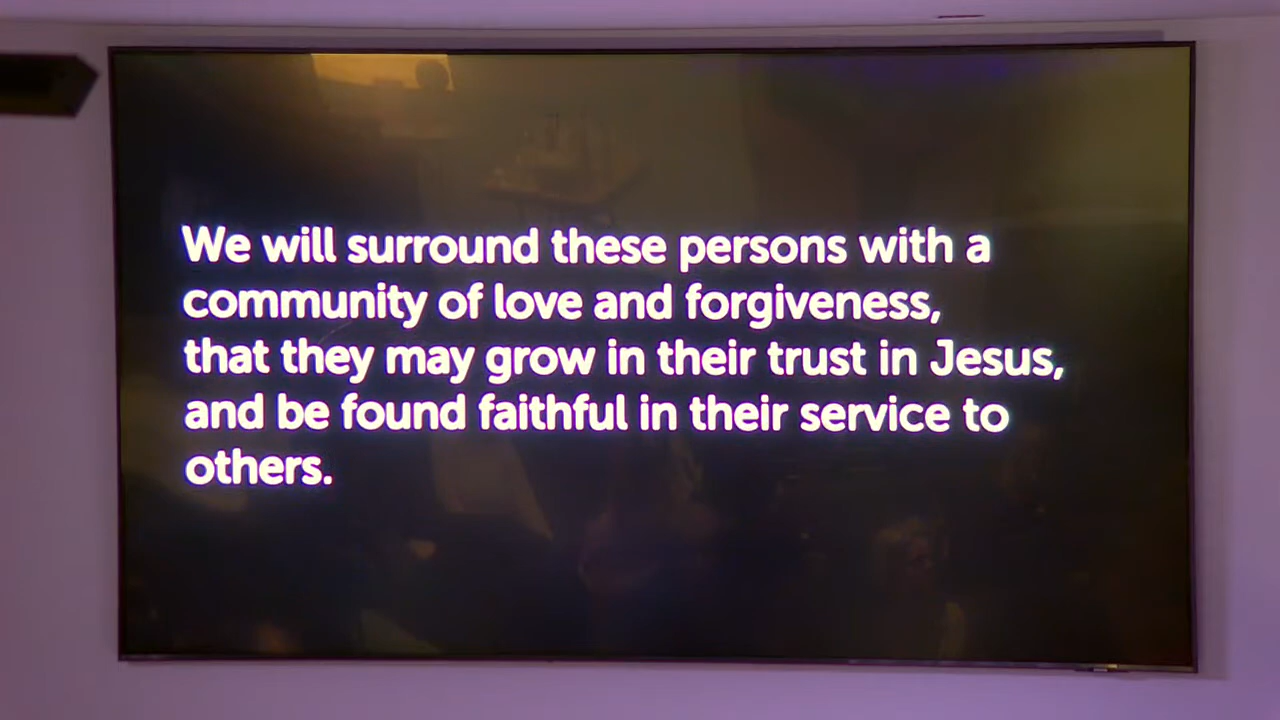 We will surround these persons with a
community of love and forgiveness,
that they may grow in their trust in Jesus,
and be found faithful in their service to
others.